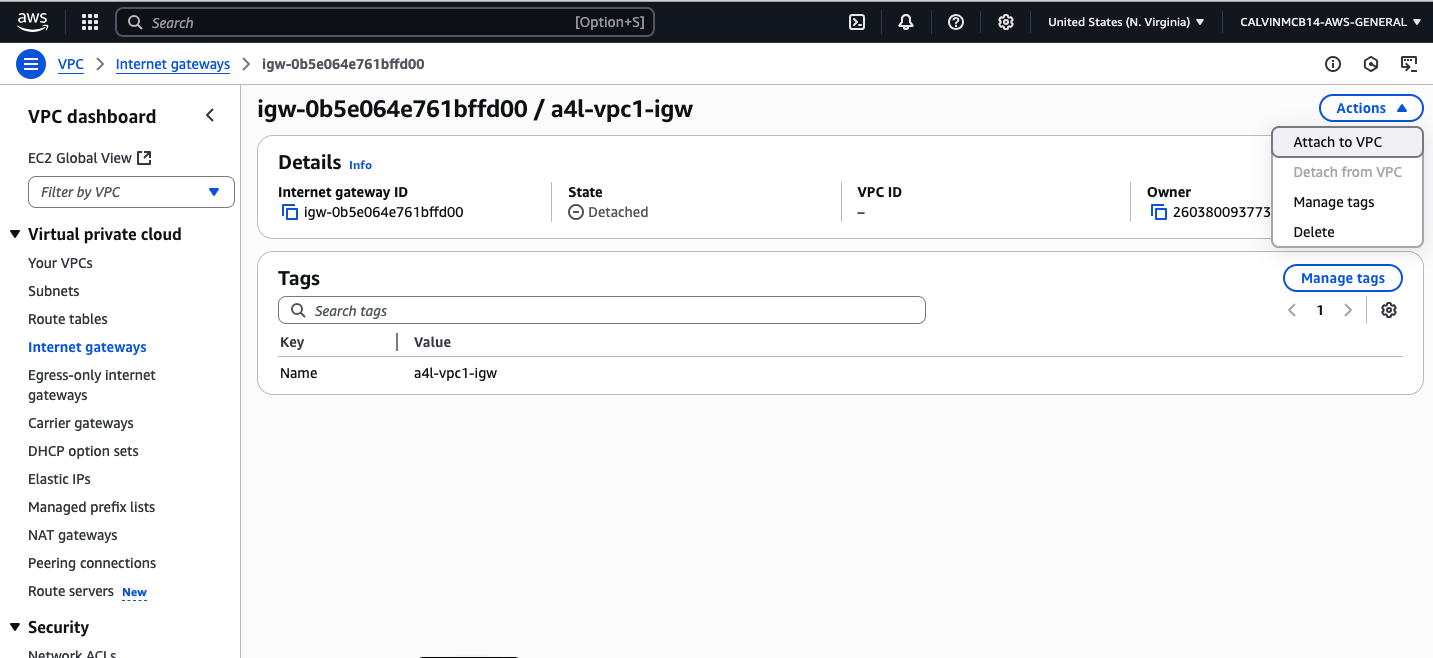 aws
Search [Option+S]
United States (N. Virginia)
CALVINMCB14-AWS-GENERAL
VPC > Internet gateways > igw-0b5e064e761bffd00
VPC dashboard
EC2 Global View
Filter by VPC
Virtual private cloud
Your VPCs
Subnets
Route tables
Internet gateways
Egress-only internet
gateways
Carrier gateways
DHCP option sets
Elastic IPs
Managed prefix lists
NAT gateways
Peering connections
Route servers New
Security
Network ACLs
igw-0b5e064e761bffd00 / a4l-vpc1-igw
Actions
Attach to VPC
Detach from VPC
Manage tags
Delete
Details Info
Internet gateway ID
igw-0b5e064e761bffd00
State
Detached
VPC ID
–
Owner
260380093773
Tags
Manage tags
Search tags
1
Key Value
Name a4l-vpc1-igw